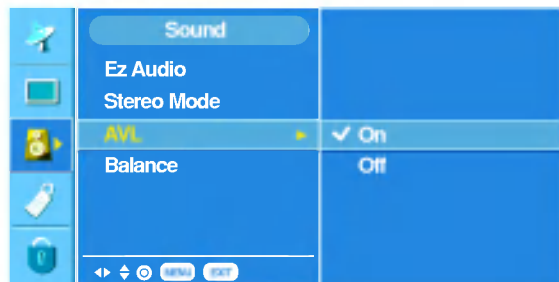 Sound
Ez Audio
Stereo Mode
AVL
✓ On
Balance
Off
MENU EXIT